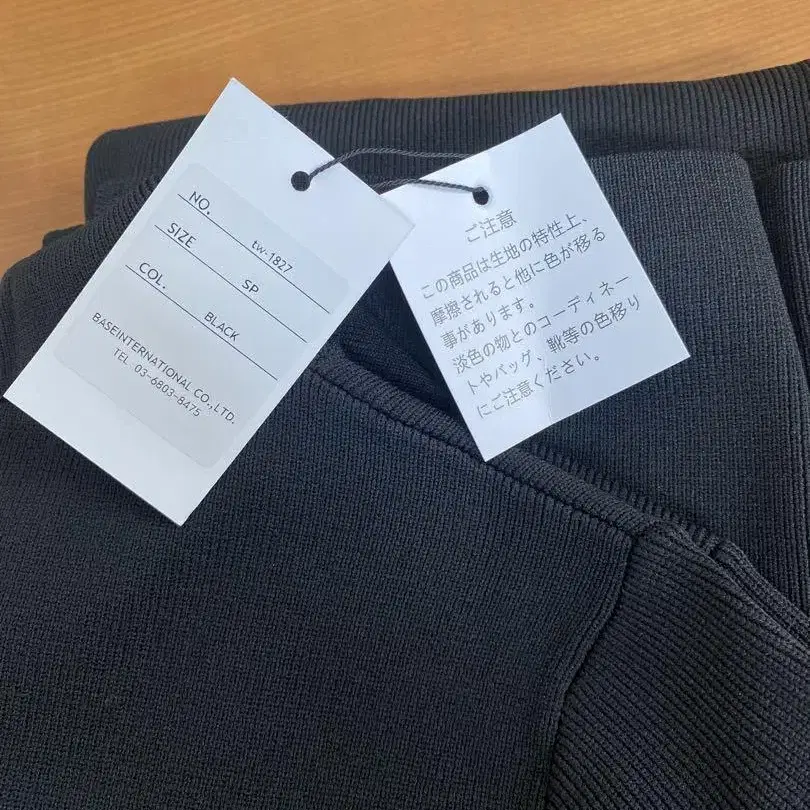 NO.
tw-1827
SIZE
SP
COL.
BLACK
BASEINTERNATIONAL CO.,LTD.
TEL 03-6803-8475
ご注意
この商品は生地の特性上、
摩擦されると他に色が移る
事があります。
淡色の物とのコーディネー
トやバッグ、靴等の色移り
にご注意ください。